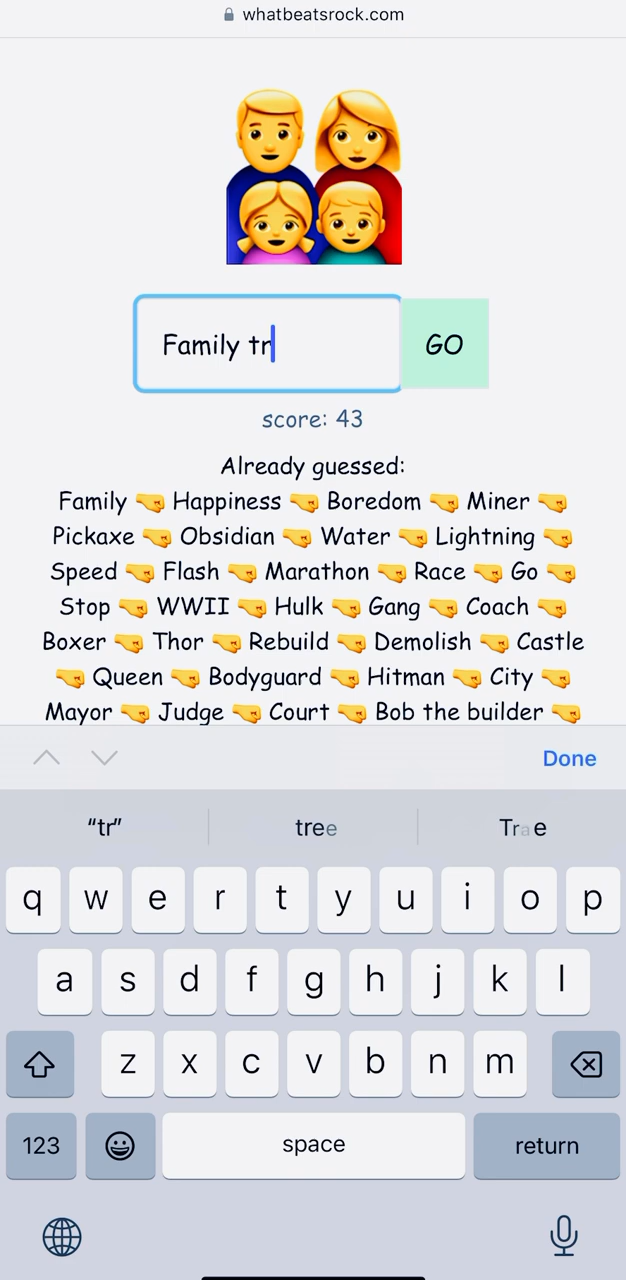 whatbeatsrock.com
Family tr
GO
score: 43
Already guessed:
Family 🤜 Happiness 🤜 Boredom 🤜 Miner 🤜
Pickaxe 🤜 Obsidian 🤜 Water 🤜 Lightning 🤜
Speed 🤜 Flash 🤜 Marathon 🤜 Race 🤜 Go 🤜
Stop 🤜 WWII 🤜 Hulk 🤜 Gang 🤜 Coach 🤜
Boxer 🤜 Thor 🤜 Rebuild 🤜 Demolish 🤜 Castle
🤜 Queen 🤜 Bodyguard 🤜 Hitman 🤜 City 🤜
Mayor 🤜 Judge 🤜 Court 🤜 Bob the builder 🤜
Done
“tr” tree Trae
q w e r t y u i o p
a s d f g h j k l
z x c v b n m
123 space return